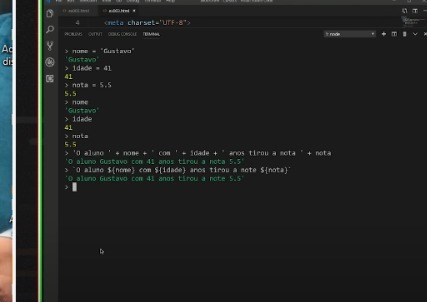 4 <meta charset="UTF-8">
PROBLEMS OUTPUT DEBUG CONSOLE TERMINAL
> nome = 'Gustavo'
'Gustavo'
> idade = 41
41
> nota = 5.5
5.5
> nome
'Gustavo'
> idade
41
> nota
5.5
> 'O aluno ' + nome + ' com ' + idade + ' anos tirou a nota ' + nota
'O aluno Gustavo com 41 anos tirou a nota 5.5'
> `O aluno ${nome} com ${idade} anos tirou a note ${nota}`
'O aluno Gustavo com 41 anos tirou a note 5.5'
>